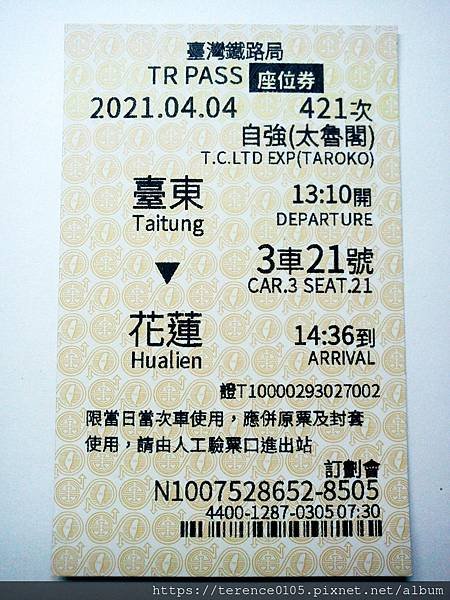 臺灣鐵路局
TR PASS 座位券
2021.04.04 421次
自強(太魯閣)
T.C.LTD EXP(TAROKO)
臺東 13:10開
Taitung DEPARTURE
▼ 3車21號
CAR.3 SEAT.21
花蓮 14:36到
Hualien ARRIVAL
證T10000293027002
限當日當次車使用，應併原票及封套
使用，請由人工驗票口進出站
訂劃會
N1007528652-8505
4400-1287-0305 07:30
https://terence0105.pixnet.net/album